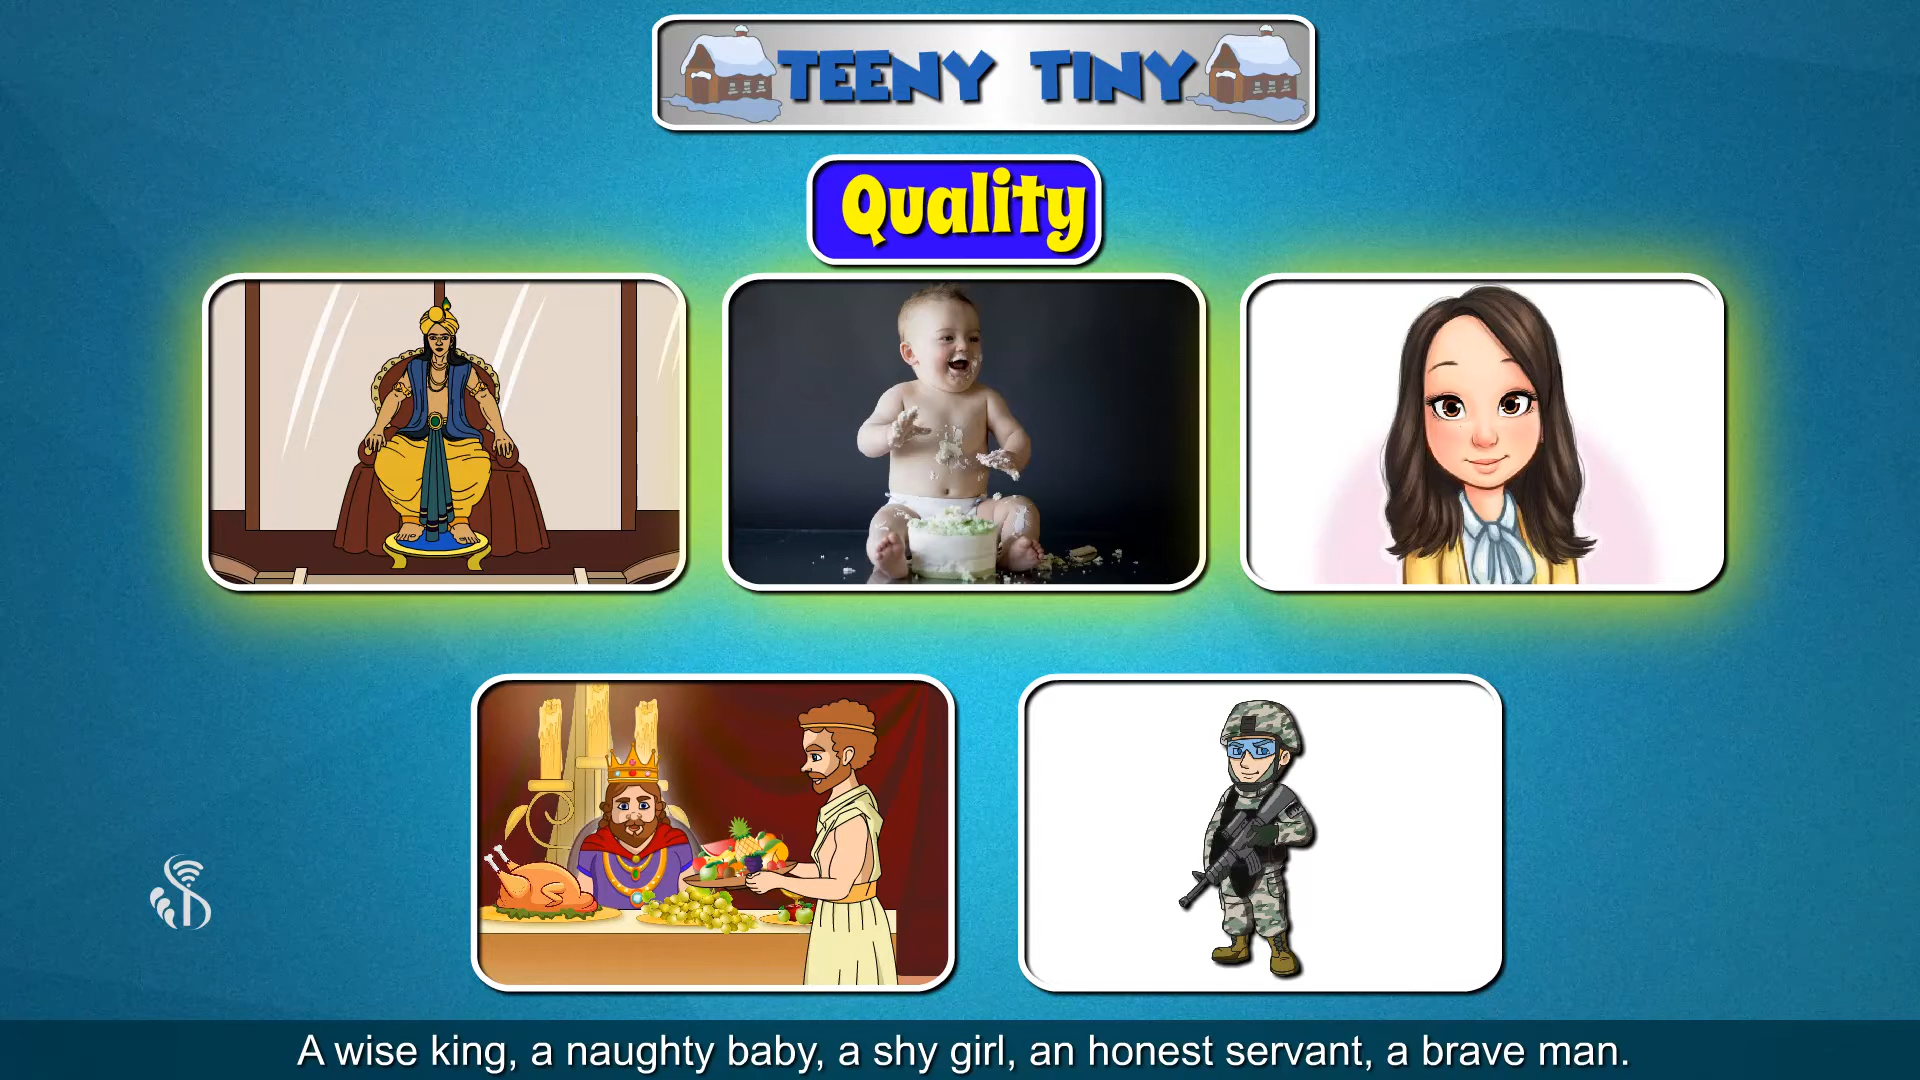 TEENY TINY
Quality
A wise king, a naughty baby, a shy girl, an honest servant, a brave man.